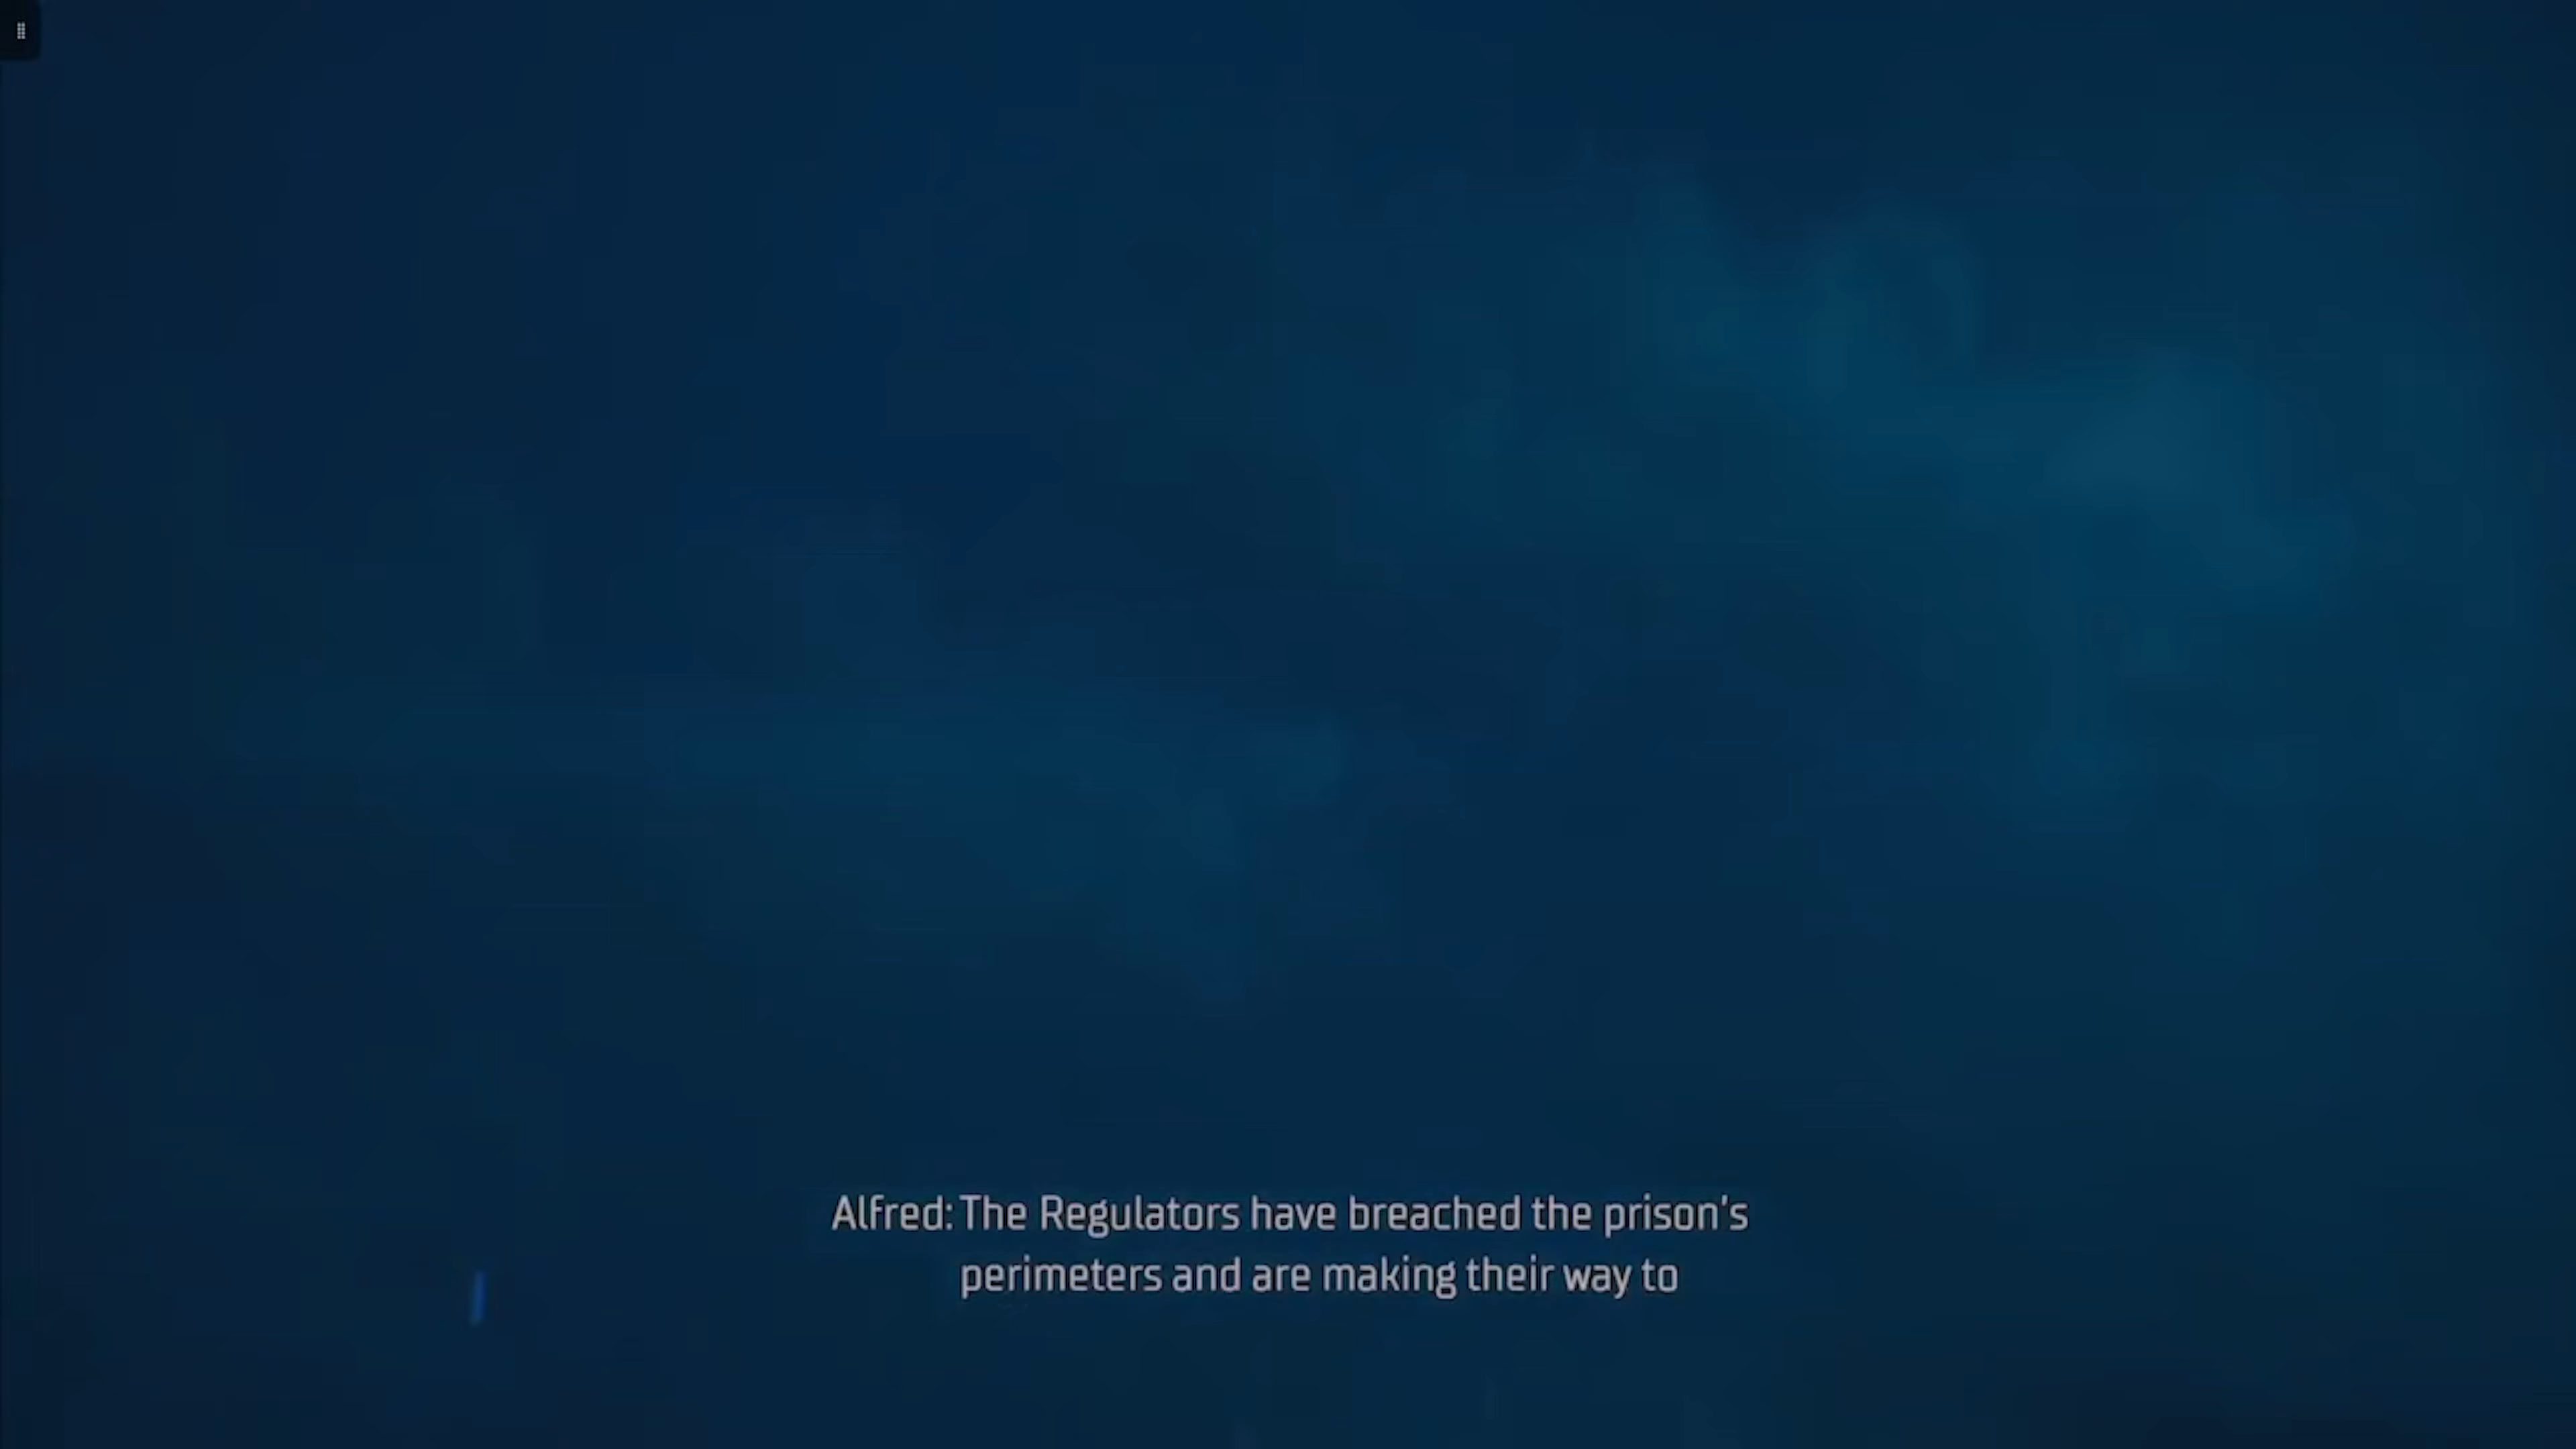 Alfred: The Regulators have breached the prison's
perimeters and are making their way to